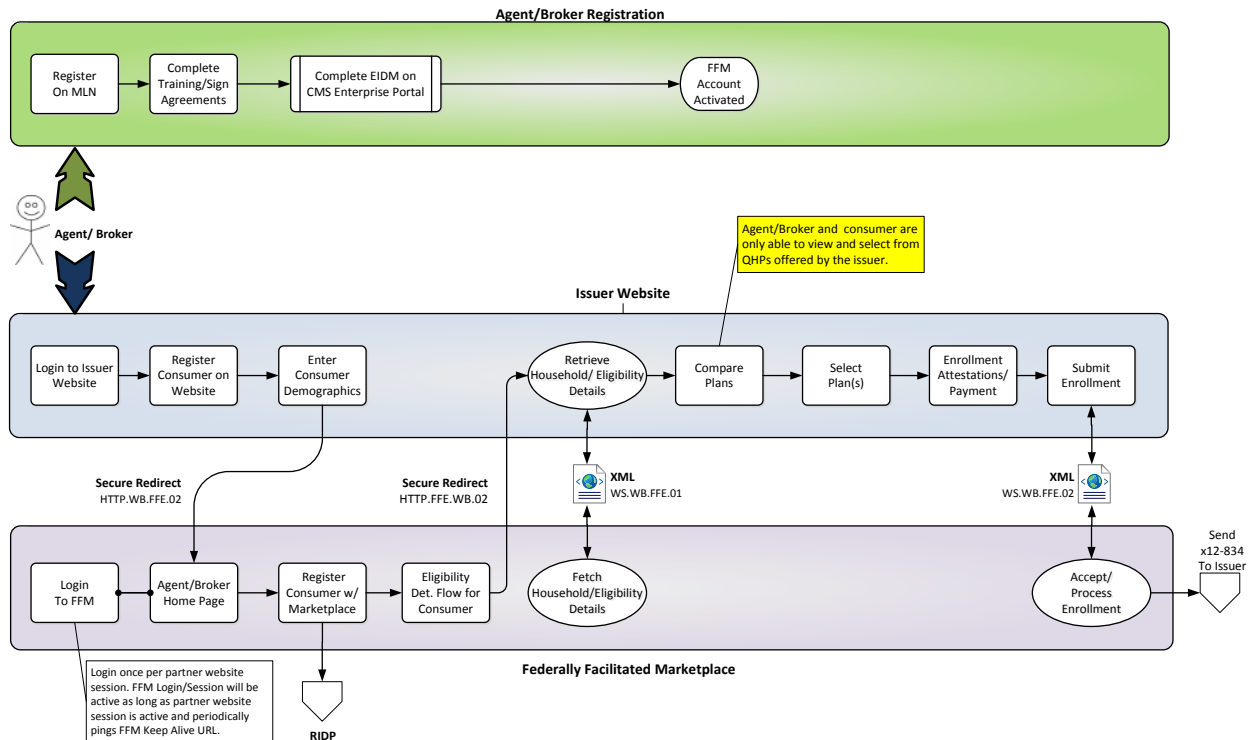 Agent/Broker Registration
Register
On MLN
Complete
Training/Sign
Agreements
Complete EIDM on
CMS Enterprise Portal
FFM
Account
Activated
Agent/ Broker
Agent/Broker and consumer are
only able to view and select from
QHPs offered by the issuer.
Issuer Website
Login to Issuer
Website
Register
Consumer on
Website
Enter
Consumer
Demographics
Retrieve
Household/ Eligibility
Details
Compare
Plans
Select
Plan(s)
Enrollment
Attestations/
Payment
Submit
Enrollment
Secure Redirect
HTTP.WB.FFE.02
Secure Redirect
HTTP.FFE.WB.02
XML
WS.WB.FFE.01
XML
WS.WB.FFE.02
Login
To FFM
Agent/Broker
Home Page
Register
Consumer w/
Marketplace
Eligibility
Det. Flow for
Consumer
Fetch
Household/Eligibility
Details
Accept/
Process
Enrollment
Send
x12-834
To Issuer
Federally Facilitated Marketplace
Login once per partner website
session. FFM Login/Session will be
active as long as partner website
session is active and periodically
pings FFM Keep Alive URL.
RIDP